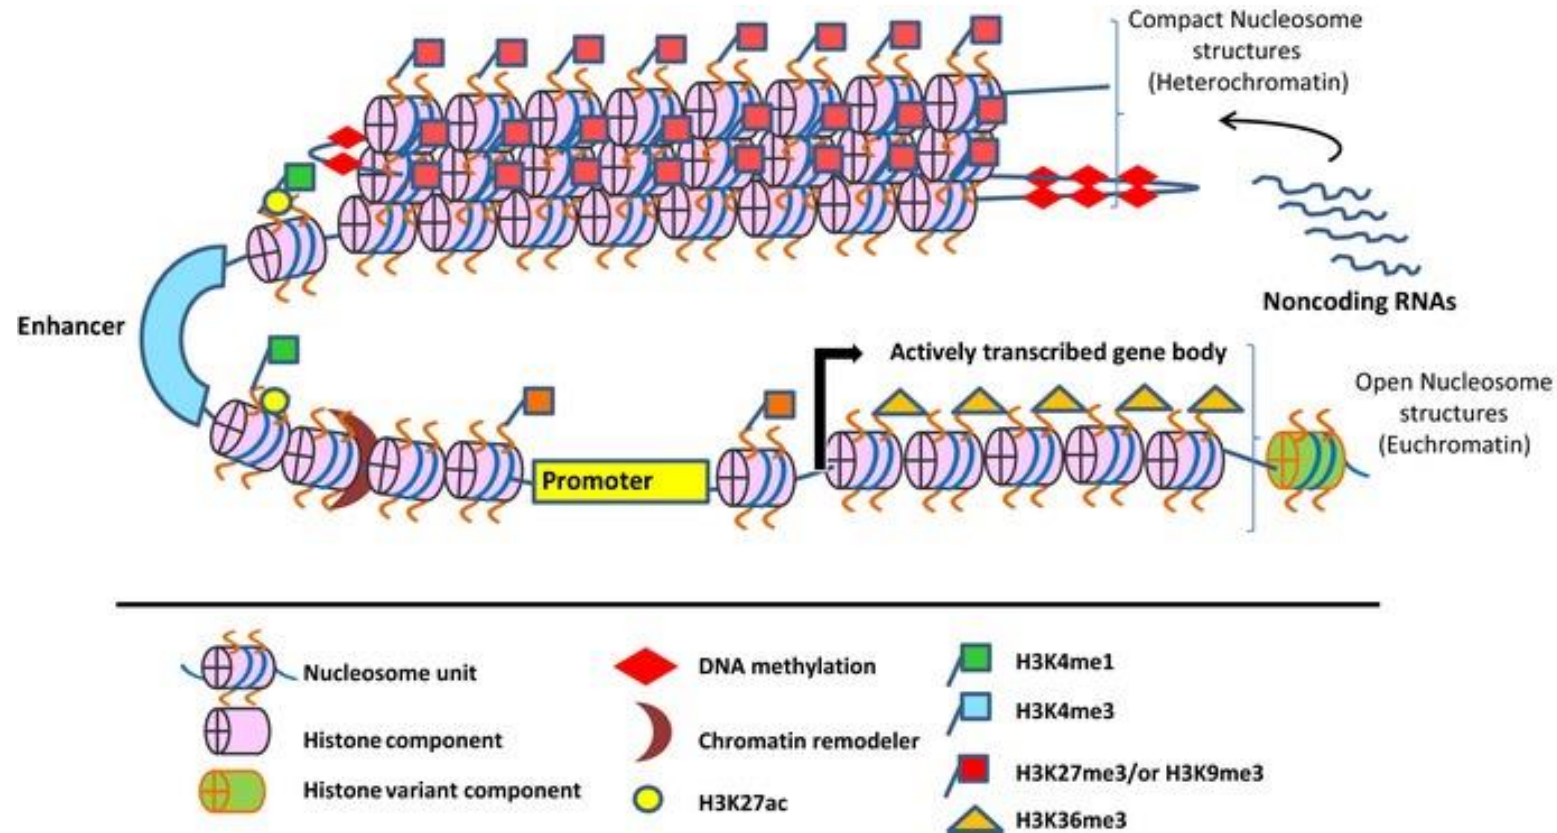 Compact Nucleosome
structures
(Heterochromatin)
Noncoding RNAs
Enhancer
Actively transcribed gene body
Open Nucleosome
structures
(Euchromatin)
Promoter
Nucleosome unit
Histone component
Histone variant component
DNA methylation
Chromatin remodeler
H3K27ac
H3K4me1
H3K4me3
H3K27me3/or H3K9me3
H3K36me3